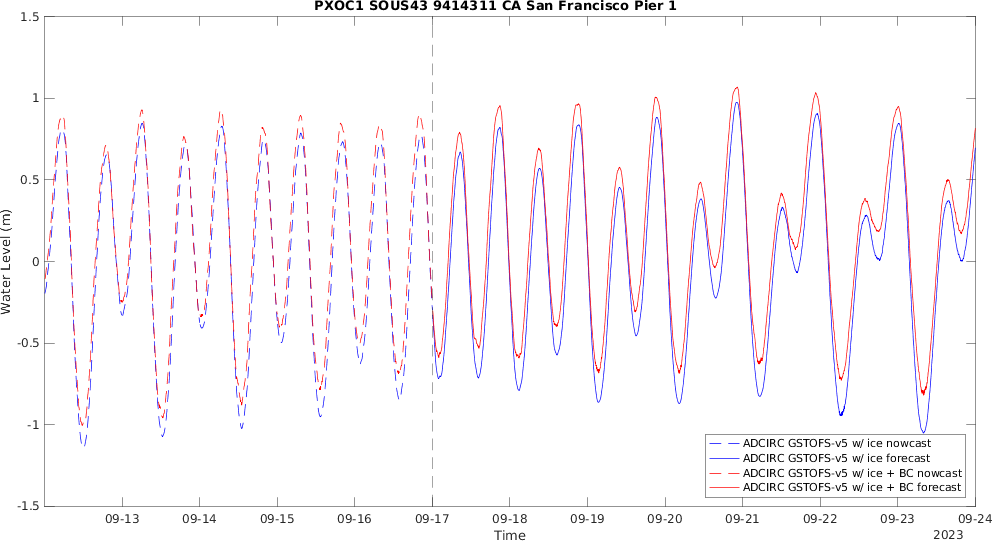 PXOC1 SOUS43 9414311 CA San Francisco Pier 1
1.5
1
0.5
0
-0.5
-1
-1.5
Water Level (m)
09-13 09-14 09-15 09-16 09-17 09-18 09-19 09-20 09-21 09-22 09-23 09-24
Time
2023
ADCIRC GSTOFS-v5 w/ ice nowcast
ADCIRC GSTOFS-v5 w/ ice forecast
ADCIRC GSTOFS-v5 w/ ice + BC nowcast
ADCIRC GSTOFS-v5 w/ ice + BC forecast